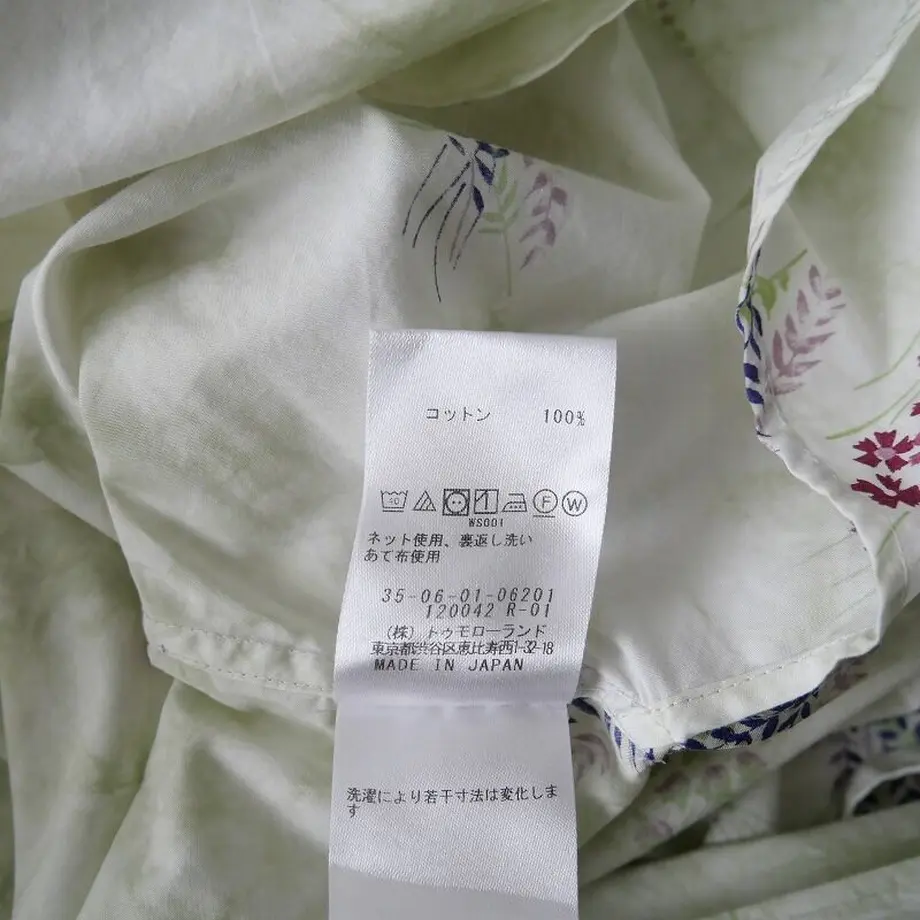 コットン 100%
40 F W
WS001
ネット使用、裏返し洗い
あて布使用
35-06-01-06201
120042 R-01
(株)トゥモローランド
東京都渋谷区恵比寿西1-32-18
MADE IN JAPAN
洗濯により若干寸法は変化しま
す